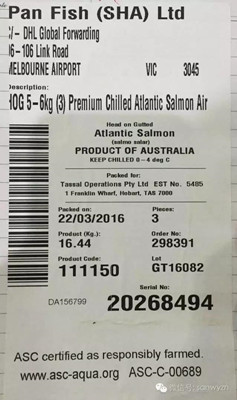 Pan Fish (SHA) Ltd
C/- DHL Global Forwarding
06-106 Link Road
MELBOURNE AIRPORT VIC 3045
Description:
HOG 5-6kg (3) Premium Chilled Atlantic Salmon Air
Head on Gutted
Atlantic Salmon
(salmo salar)
PRODUCT OF AUSTRALIA
KEEP CHILLED 0-4 deg C
Packed for:
Tassal Operations Pty Ltd EST No. 5405
1 Franklin Wharf, Hobart, TAS 7000
Packed on: Pieces:
22/03/2016 3
Product (Kg.): Order No:
16.44 298391
Product Code: Lot
111150 GT16082
Serial No:
DA156799 20268494
ASC certified as responsibly farmed.
www.asc-aqua.org ASC-C-00689